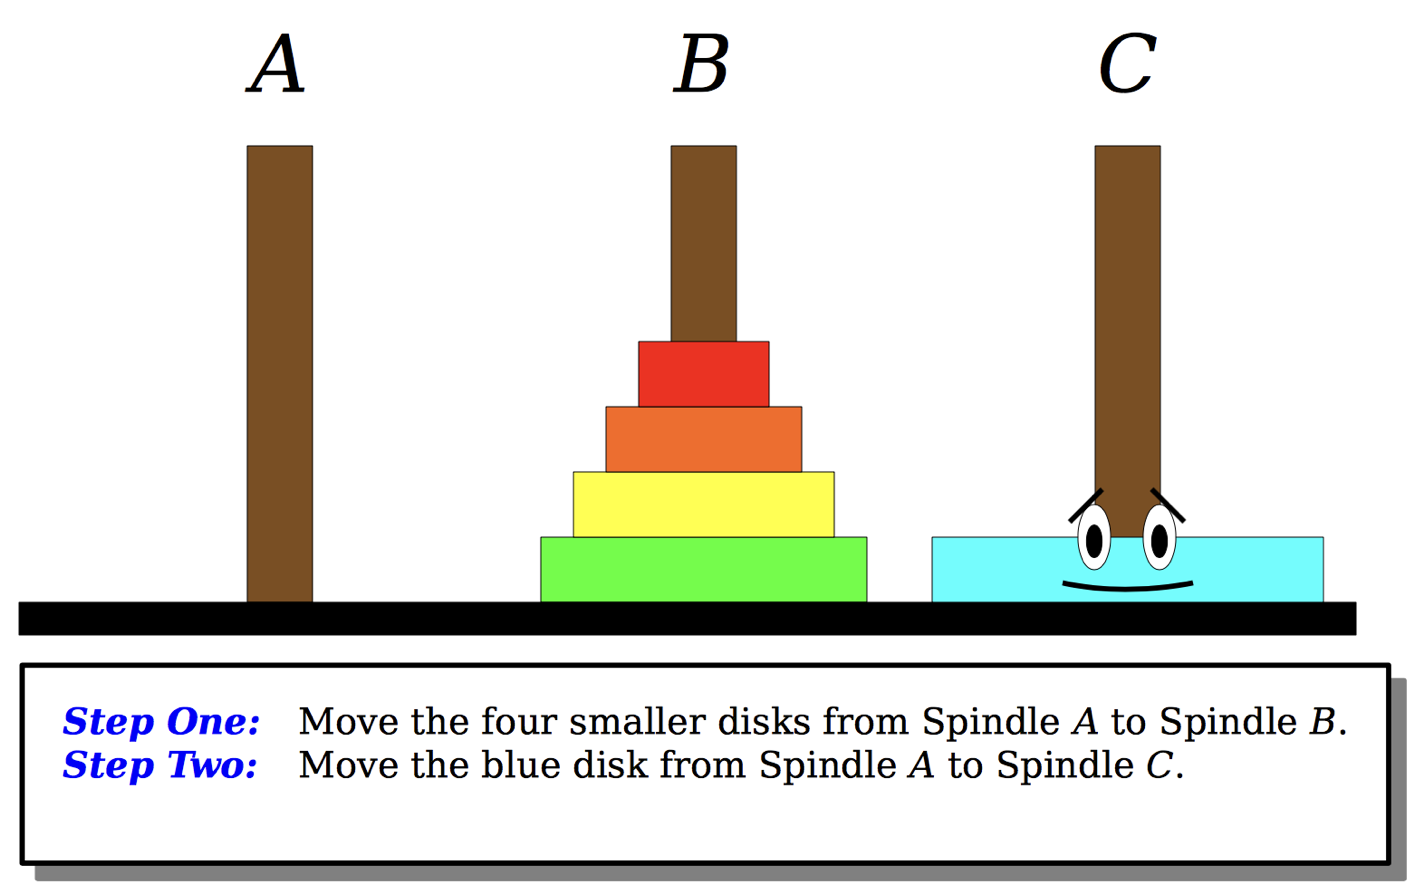 A B C
Step One: Move the four smaller disks from Spindle A to Spindle B.
Step Two: Move the blue disk from Spindle A to Spindle C.